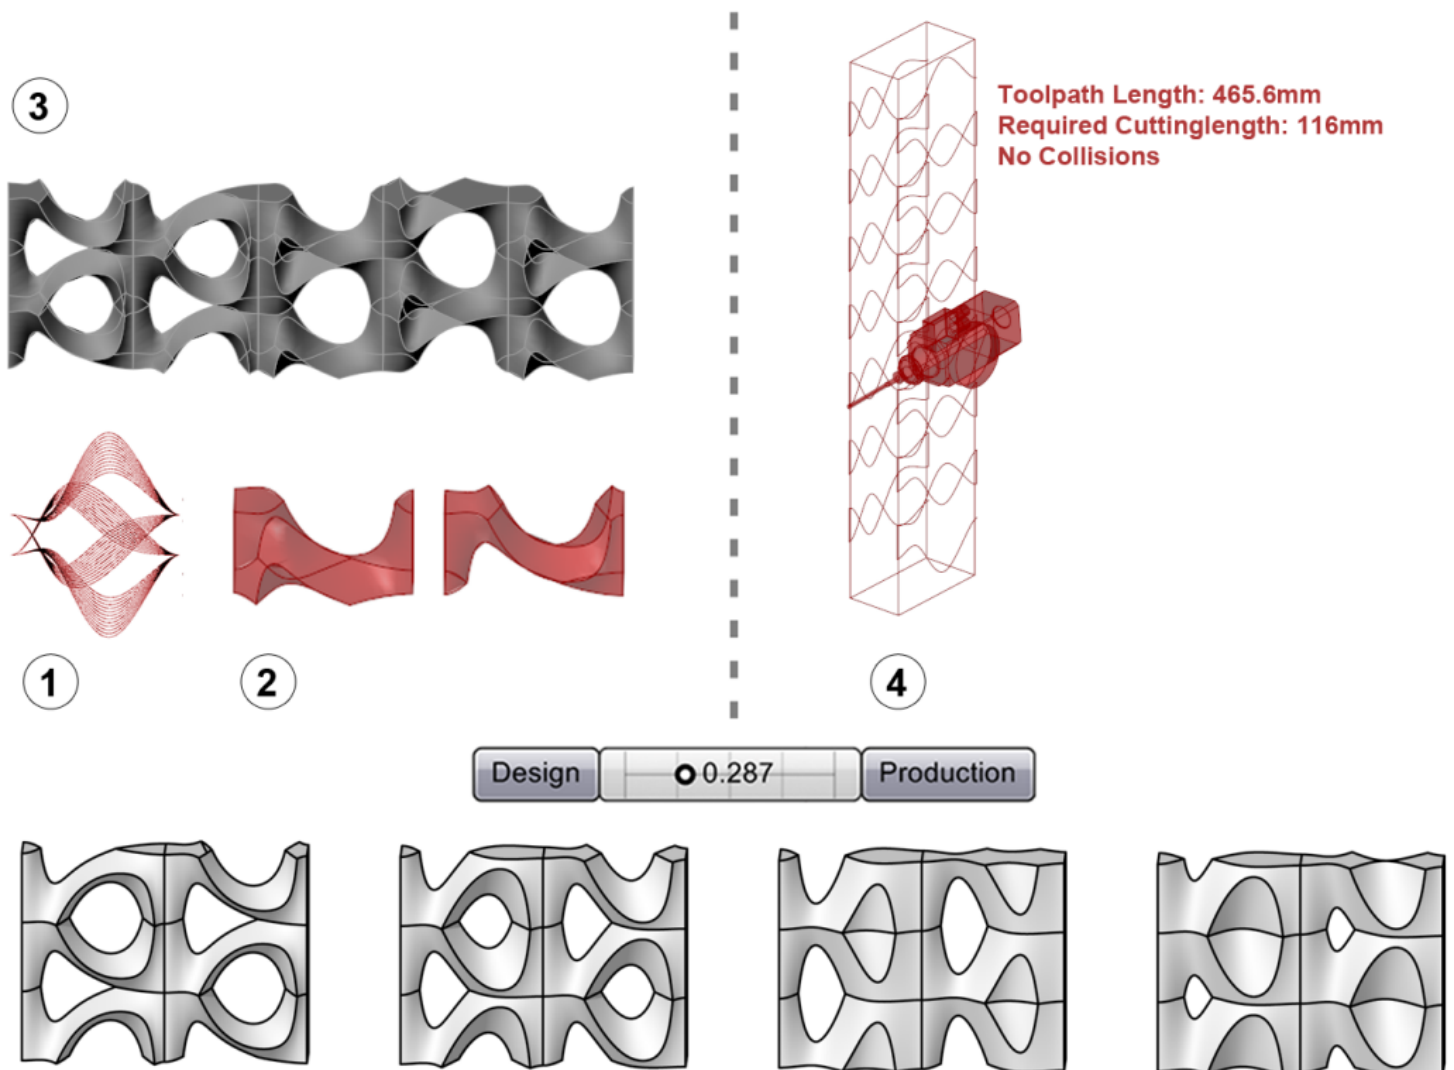 3
Toolpath Length: 465.6mm
Required Cuttinglength: 116mm
No Collisions
1
2
4
Design 0.287 Production